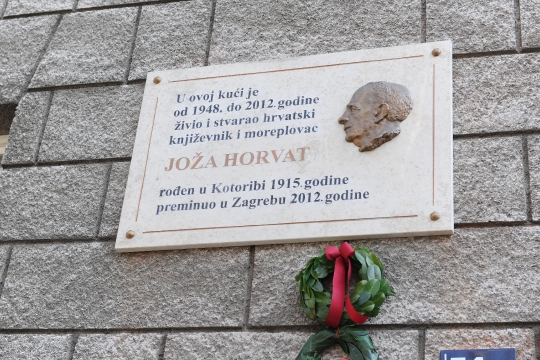 U ovoj kući je
od 1948. do 2012.godine
živio i stvarao hrvatski
književnik i moreplovac
JOŽA HORVAT
rođen u Kotoribi 1915.godine
preminuo u Zagrebu 2012.godine